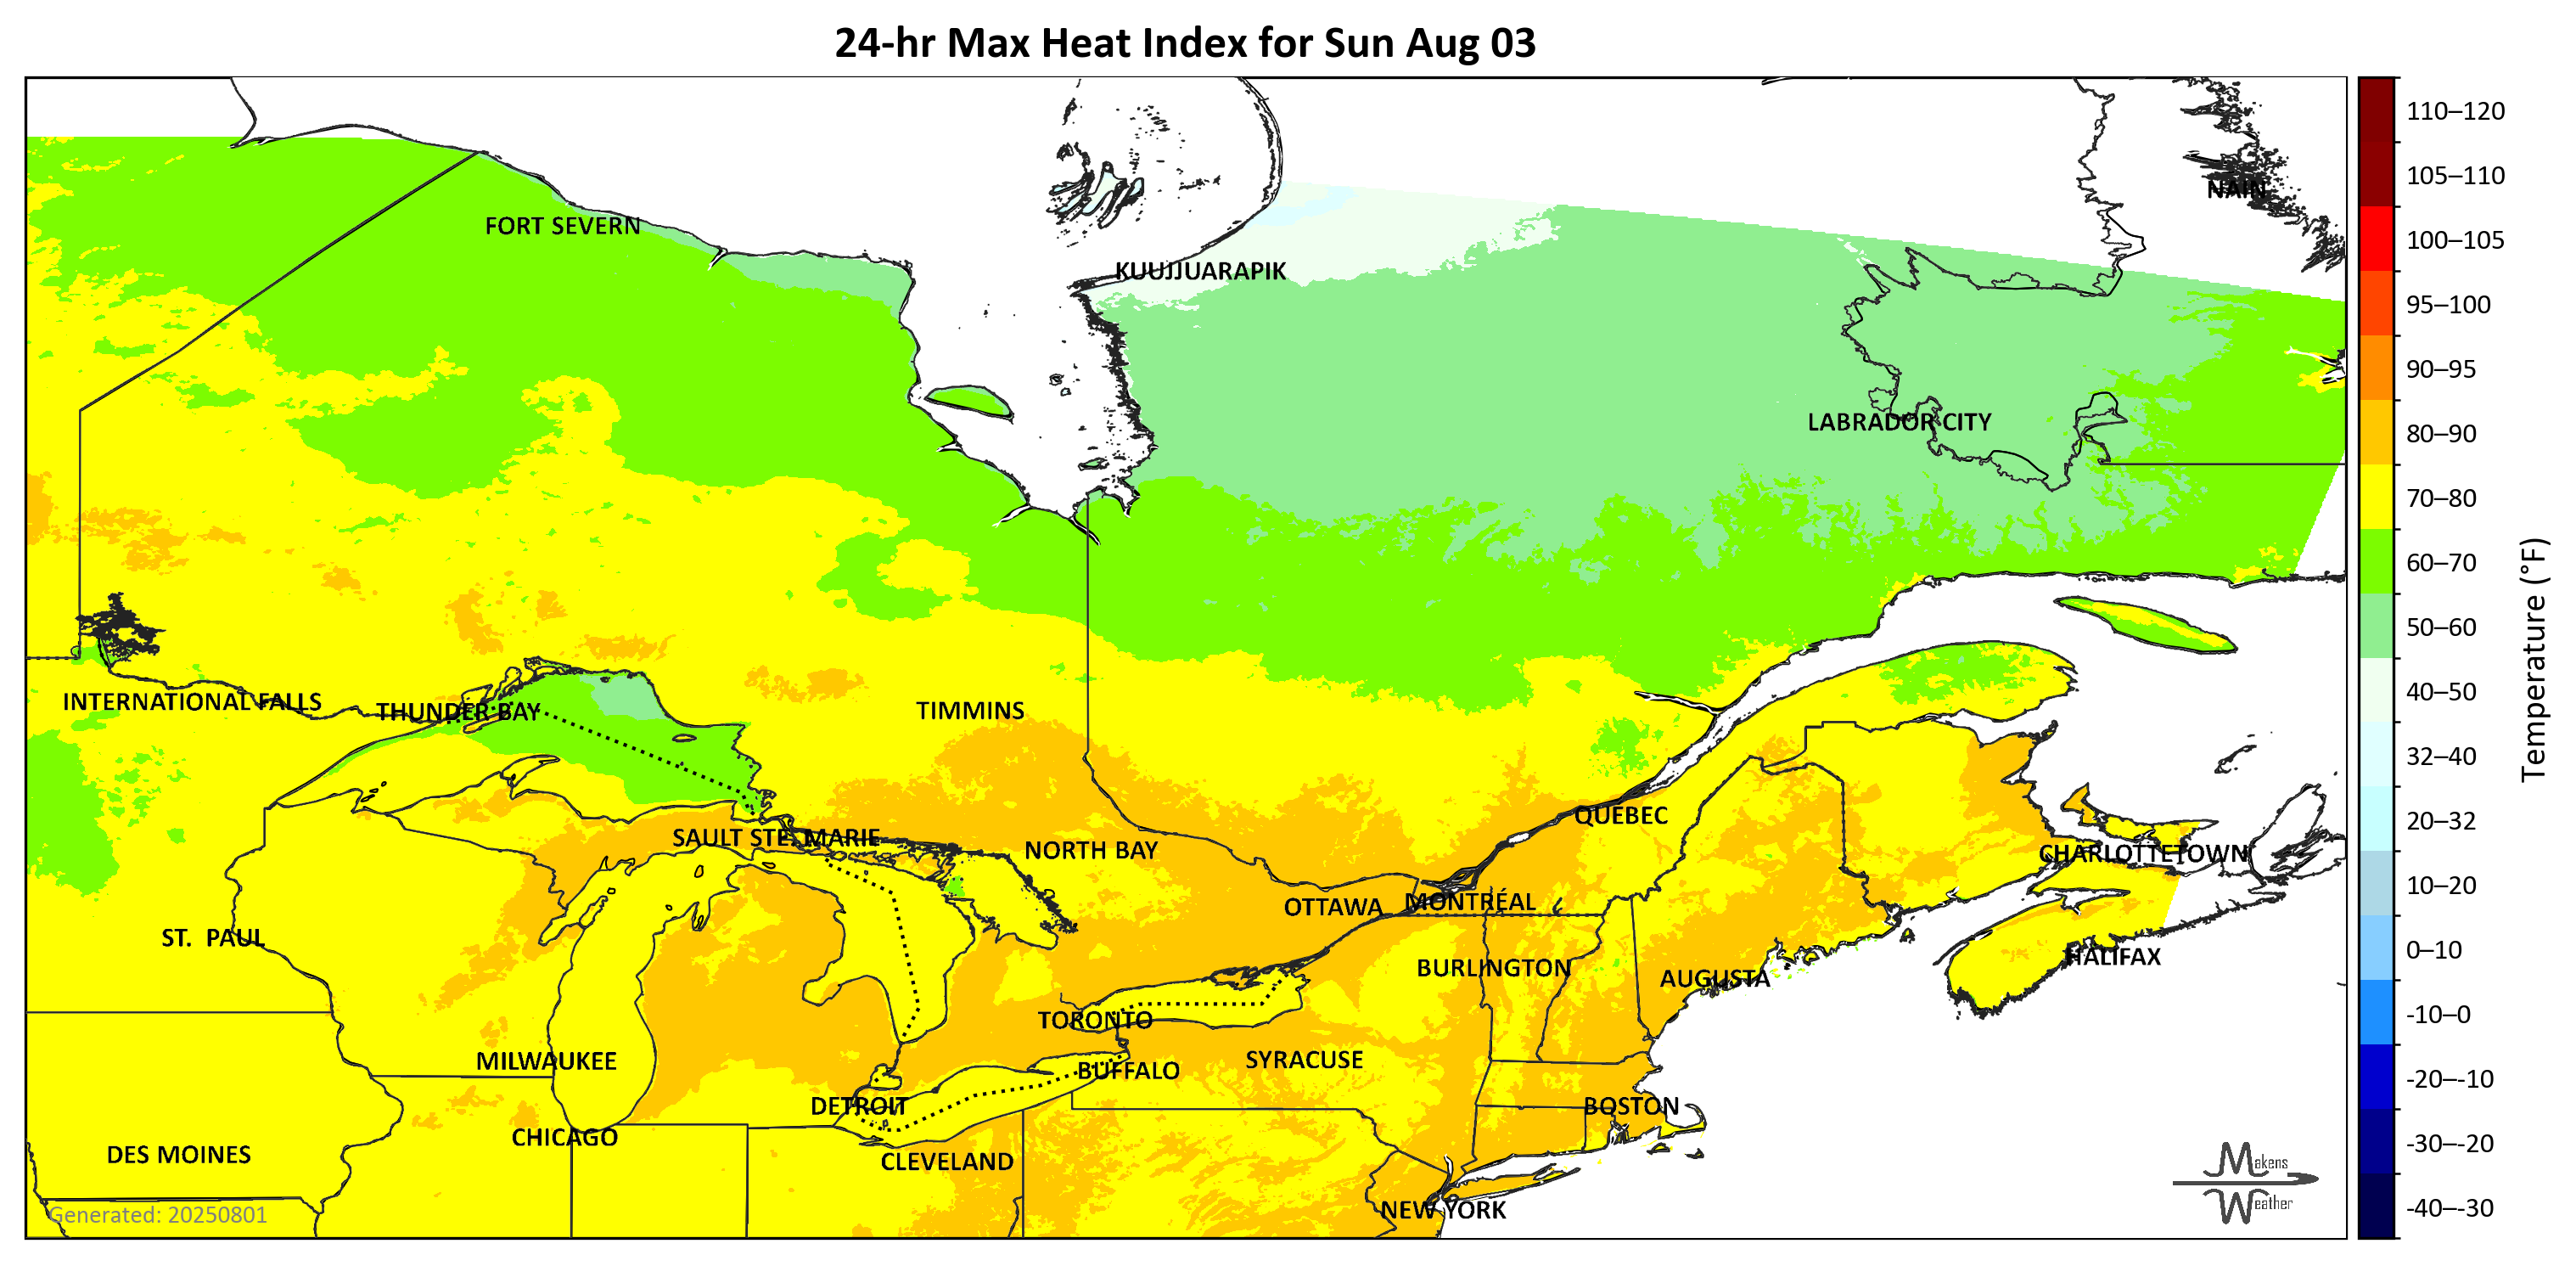 24-hr Max Heat Index for Sun Aug 03
NAIN
FORT SEVERN
KUUJJUARAPIK
LABRADOR CITY
INTERNATIONAL FALLS
THUNDER BAY
TIMMINS
QUÉBEC
SAULT STE. MARIE
NORTH BAY
CHARLOTTETOWN
OTTAWA
MONTRÉAL
ST. PAUL
HALIFAX
BURLINGTON
AUGUSTA
TORONTO
MILWAUKEE
SYRACUSE
BUFFALO
DETROIT
BOSTON
CHICAGO
DES MOINES
CLEVELAND
NEW YORK
Generated: 20250801
Makens
Weather
110–120
105–110
100–105
95–100
90–95
80–90
70–80
60–70
50–60
40–50
32–40
20–32
10–20
0–10
-10–0
-20–-10
-30–-20
-40–-30
Temperature (°F)